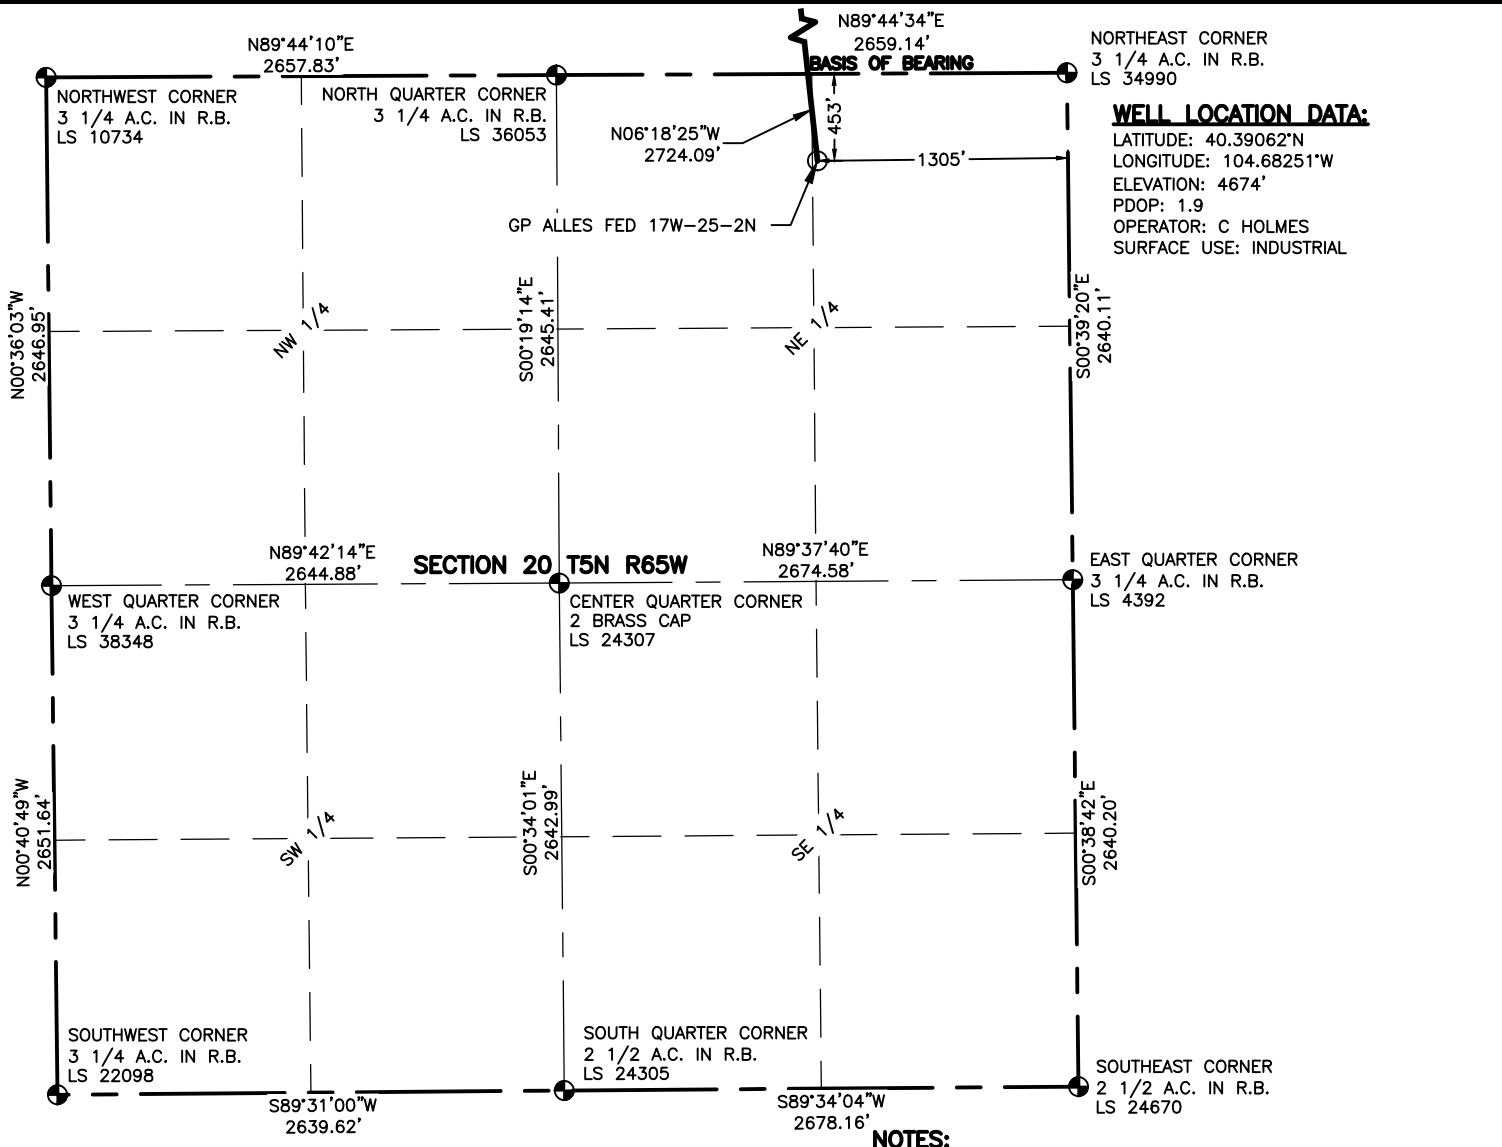 N89°44'10"E
2657.83'
N89°44'34"E
2659.14'
BASIS OF BEARING
NORTHWEST CORNER
3 1/4 A.C. IN R.B.
LS 10734
NORTH QUARTER CORNER
3 1/4 A.C. IN R.B.
LS 36053
NORTHEAST CORNER
3 1/4 A.C. IN R.B.
LS 34990
WELL LOCATION DATA:
LATITUDE: 40.39062°N
LONGITUDE: 104.68251°W
ELEVATION: 4674'
PDOP: 1.9
OPERATOR: C HOLMES
SURFACE USE: INDUSTRIAL
N06°18'25"W
2724.09'
453'
1305'
GP ALLES FED 17W-25-2N
N00°36'03"W
2646.95'
NW 1/4
S00°19'14"E
2645.41'
NE 1/4
S00°39'20"E
2640.11'
N89°42'14"E
2644.88'
SECTION 20 T5N R65W
N89°37'40"E
2674.58'
WEST QUARTER CORNER
3 1/4 A.C. IN R.B.
LS 38348
CENTER QUARTER CORNER
2 BRASS CAP
LS 24307
EAST QUARTER CORNER
3 1/4 A.C. IN R.B.
LS 4392
N00°40'49"W
2651.64'
SW 1/4
S00°34'01"E
2642.99'
SE 1/4
S00°38'42"E
2640.20'
SOUTHWEST CORNER
3 1/4 A.C. IN R.B.
LS 22098
SOUTH QUARTER CORNER
2 1/2 A.C. IN R.B.
LS 24305
SOUTHEAST CORNER
2 1/2 A.C. IN R.B.
LS 24670
S89°31'00"W
2639.62'
S89°34'04"W
2678.16'
NOTES: